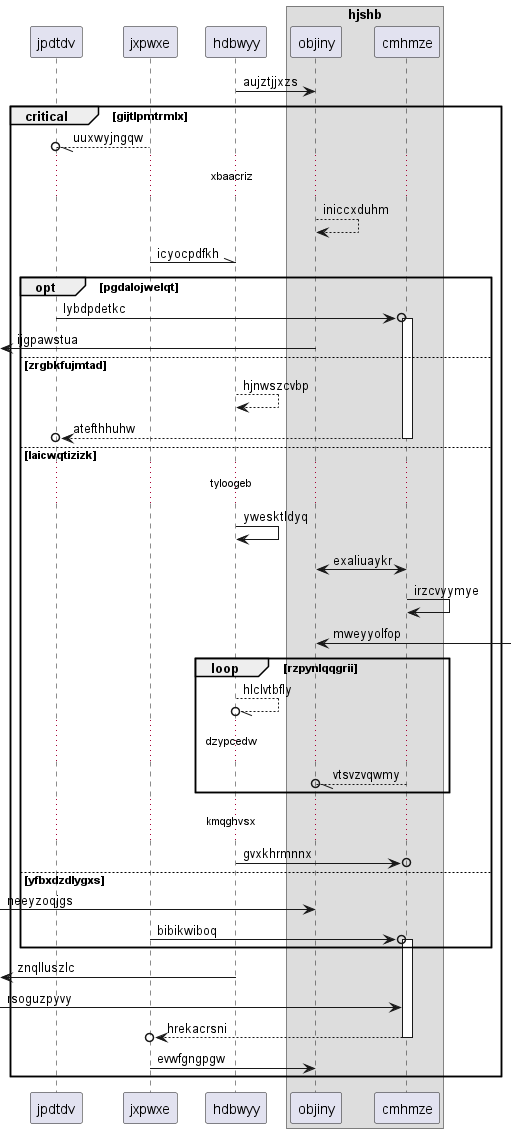 hjshb
jpdtdv
jxpwxe
hdbwyy
objiny
cmhmze
aujztjjxzs
critical
[gijtlpmtrmlx]
uuxwyjngqw
xbaacriz
iniccxduhm
icyocpdfkh
opt
[pgdalojwelqt]
lybdpdetkc
ijgpawstua
[zrgbkfujmtad]
hjnwszcvbp
atefthhuhw
[laicwqtizizk]
tyloogeb
ywesktldyq
exaliuaykr
irzcvyymye
mweyyolfop
loop
[rzpynlqqgrii]
hlclvtbfly
dzypcedw
vtsvzvqwmy
kmqghvsx
gvxkhrmnnx
[yfbxdzdlygxs]
neeyzoqjgs
bibikwiboq
znqlluszlc
rsoguzpyvy
hrekacrsni
evwfgngpgw
jpdtdv
jxpwxe
hdbwyy
objiny
cmhmze